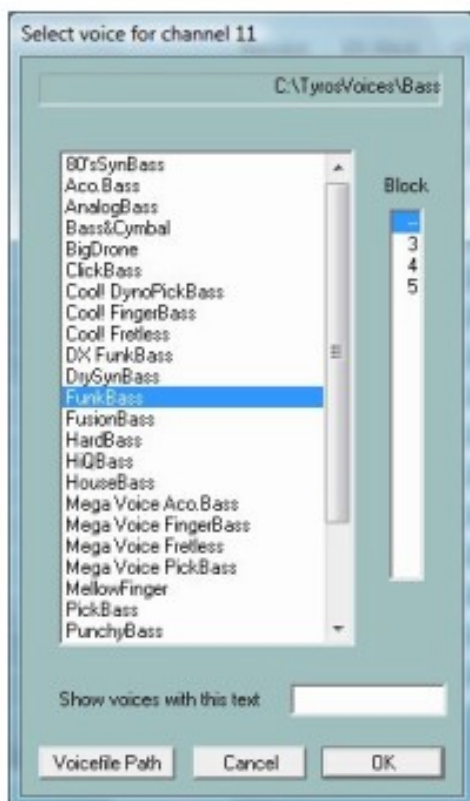 Select voice for channel 11
C:\TyrosVoices\Bass
80'sSynBass
Aco.Bass
AnalogBass
Bass&Cymbal
BigDrone
ClickBass
Cool! DynoPickBass
Cool! FingerBass
Cool! Fretless
DX FunkBass
DrySynBass
FunkBass
FusionBass
HardBass
HiQBass
HouseBass
Mega Voice Aco.Bass
Mega Voice FingerBass
Mega Voice Fretless
Mega Voice PickBass
MellowFinger
PickBass
PunchyBass
Block
--
3
4
5
Show voices with this text
Voicefile Path
Cancel
OK